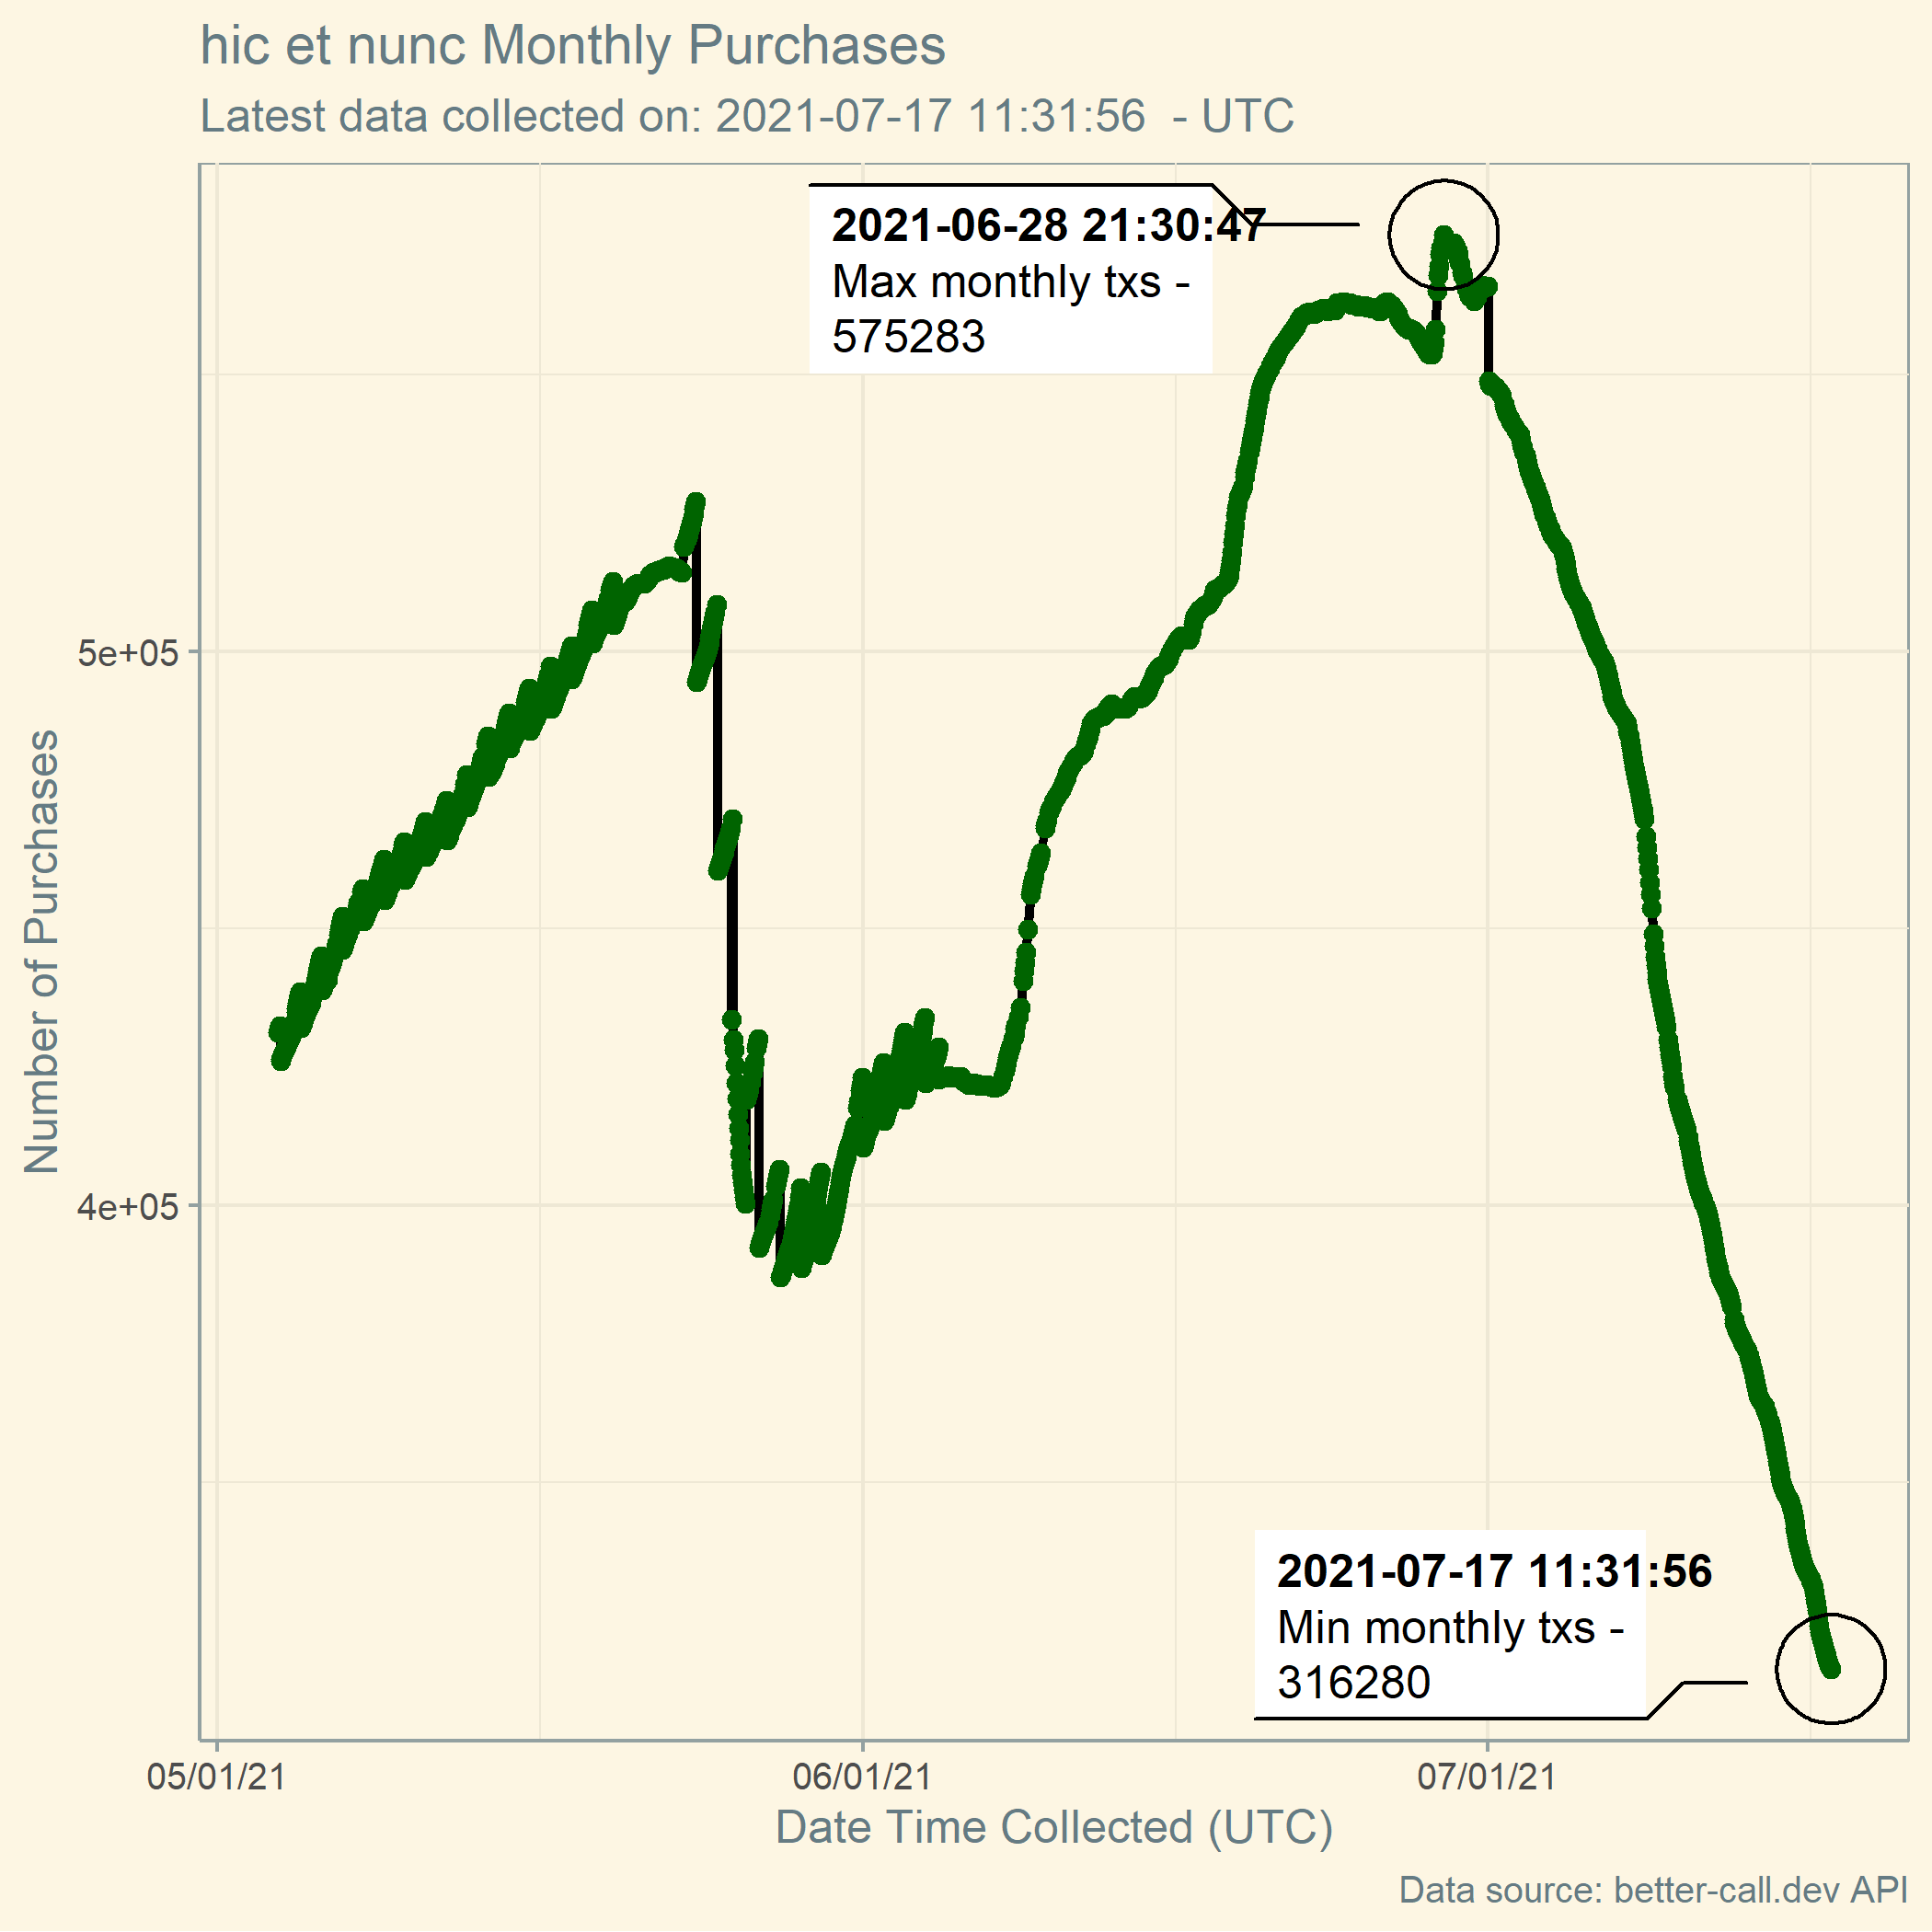 hic et nunc Monthly Purchases
Latest data collected on: 2021-07-17 11:31:56  - UTC
2021-06-28 21:30:47
Max monthly txs -
575283
5e+05
4e+05
Number of Purchases
2021-07-17 11:31:56
Min monthly txs -
316280
05/01/21
06/01/21
07/01/21
Date Time Collected (UTC)
Data source: better-call.dev API